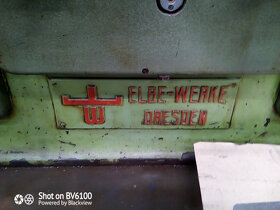 ELBE-WERKE
DRESDEN
Shot on BV6100
Powered by Blackview